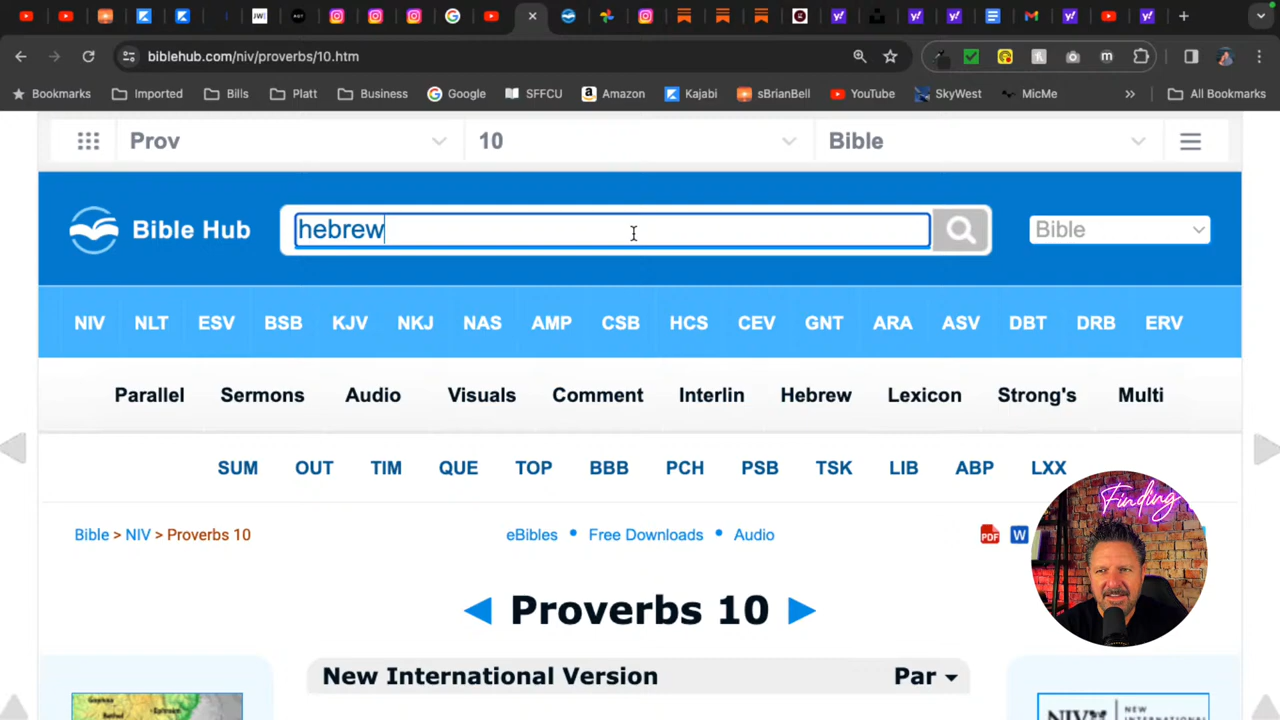 biblehub.com/niv/proverbs/10.htm
Bookmarks Imported Bills Platt Business Google SFFCU Amazon Kajabi sBrianBell YouTube SkyWest MicMe » All Bookmarks
Prov 10 Bible
Bible Hub hebrew Bible
NIV NLT ESV BSB KJV NKJ NAS AMP CSB HCS CEV GNT ARA ASV DBT DRB ERV
Parallel Sermons Audio Visuals Comment Interlin Hebrew Lexicon Strong's Multi
SUM OUT TIM QUE TOP BBB PCH PSB TSK LIB ABP LXX
Bible > NIV > Proverbs 10 eBibles • Free Downloads • Audio PDF W
Finding
Proverbs 10
New International Version Par
NIV NEW INTERNATIONAL